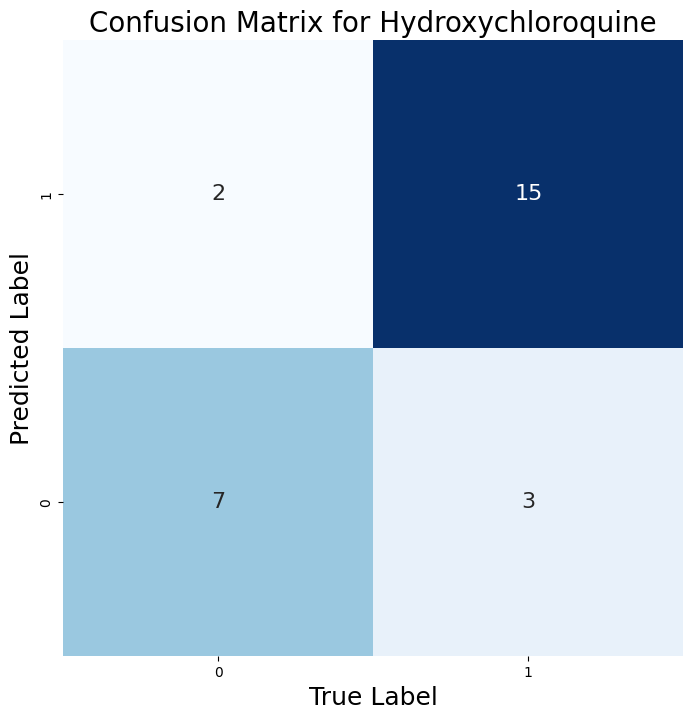 Confusion Matrix for Hydroxychloroquine
Predicted Label
1
2
15
0
7
3
0
1
True Label